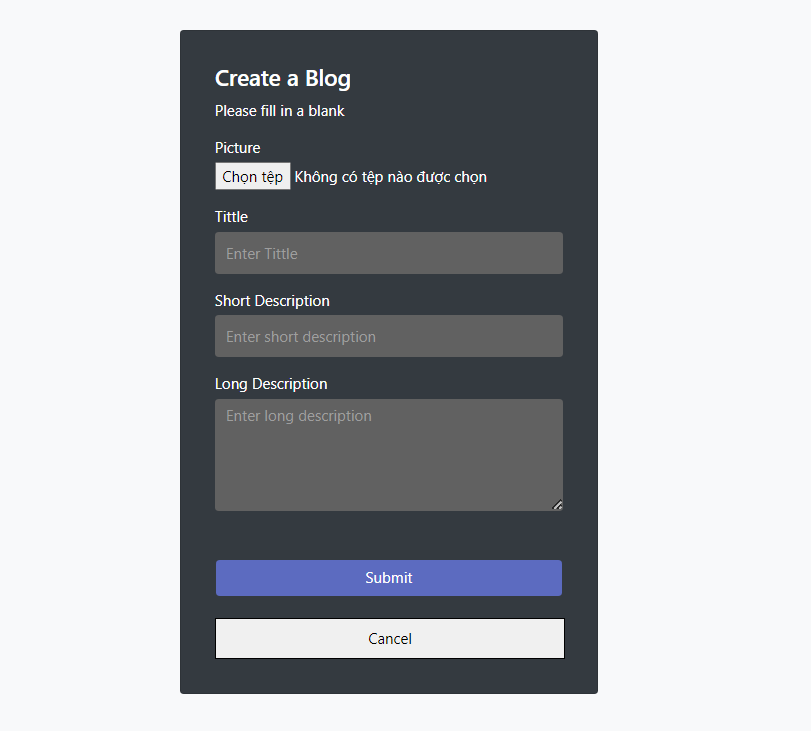 Create a Blog
Please fill in a blank
Picture
Chọn tệp Không có tệp nào được chọn
Tittle
Enter Tittle
Short Description
Enter short description
Long Description
Enter long description
Submit
Cancel